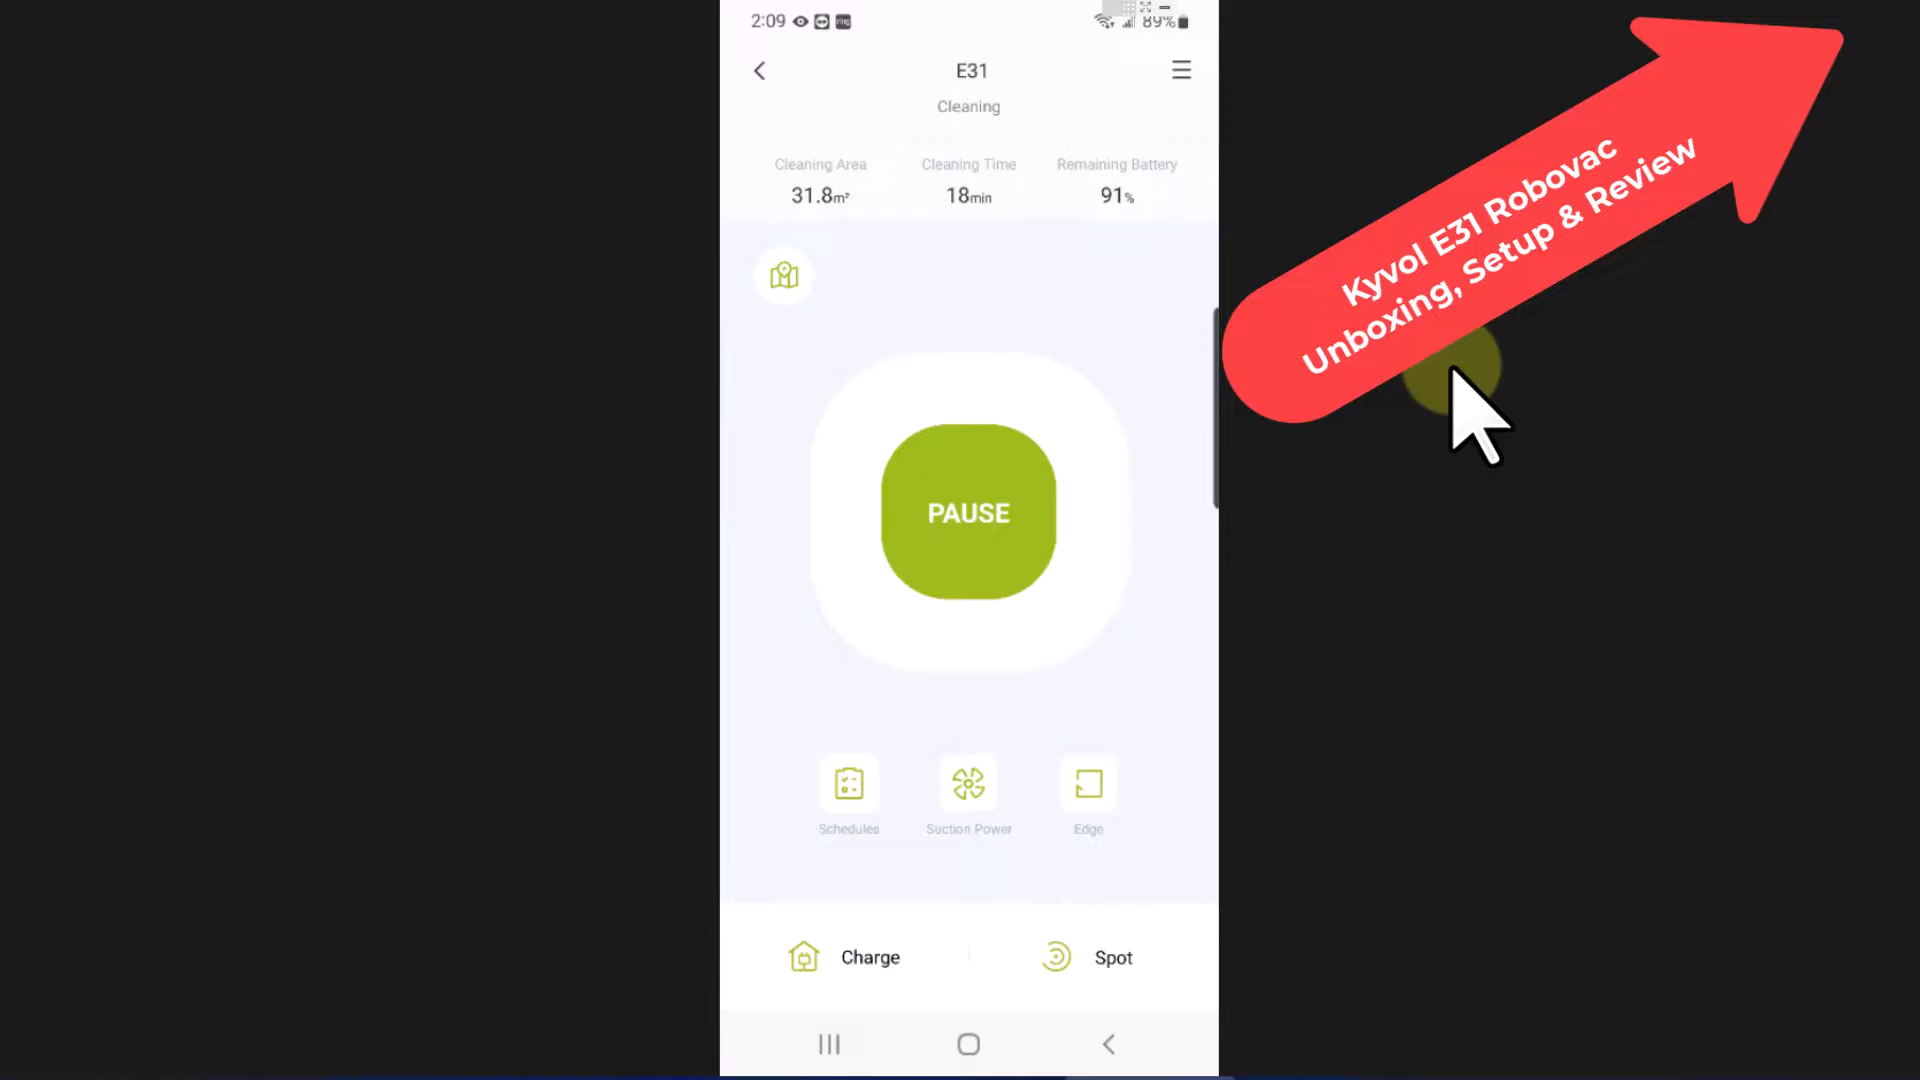 2:09
89%
E31
Cleaning
Cleaning Area
Cleaning Time
Remaining Battery
31.8m²
18min
91%
Kyvol E31 Robovac
Unboxing, Setup & Review
PAUSE
Schedules
Suction Power
Edge
Charge
Spot